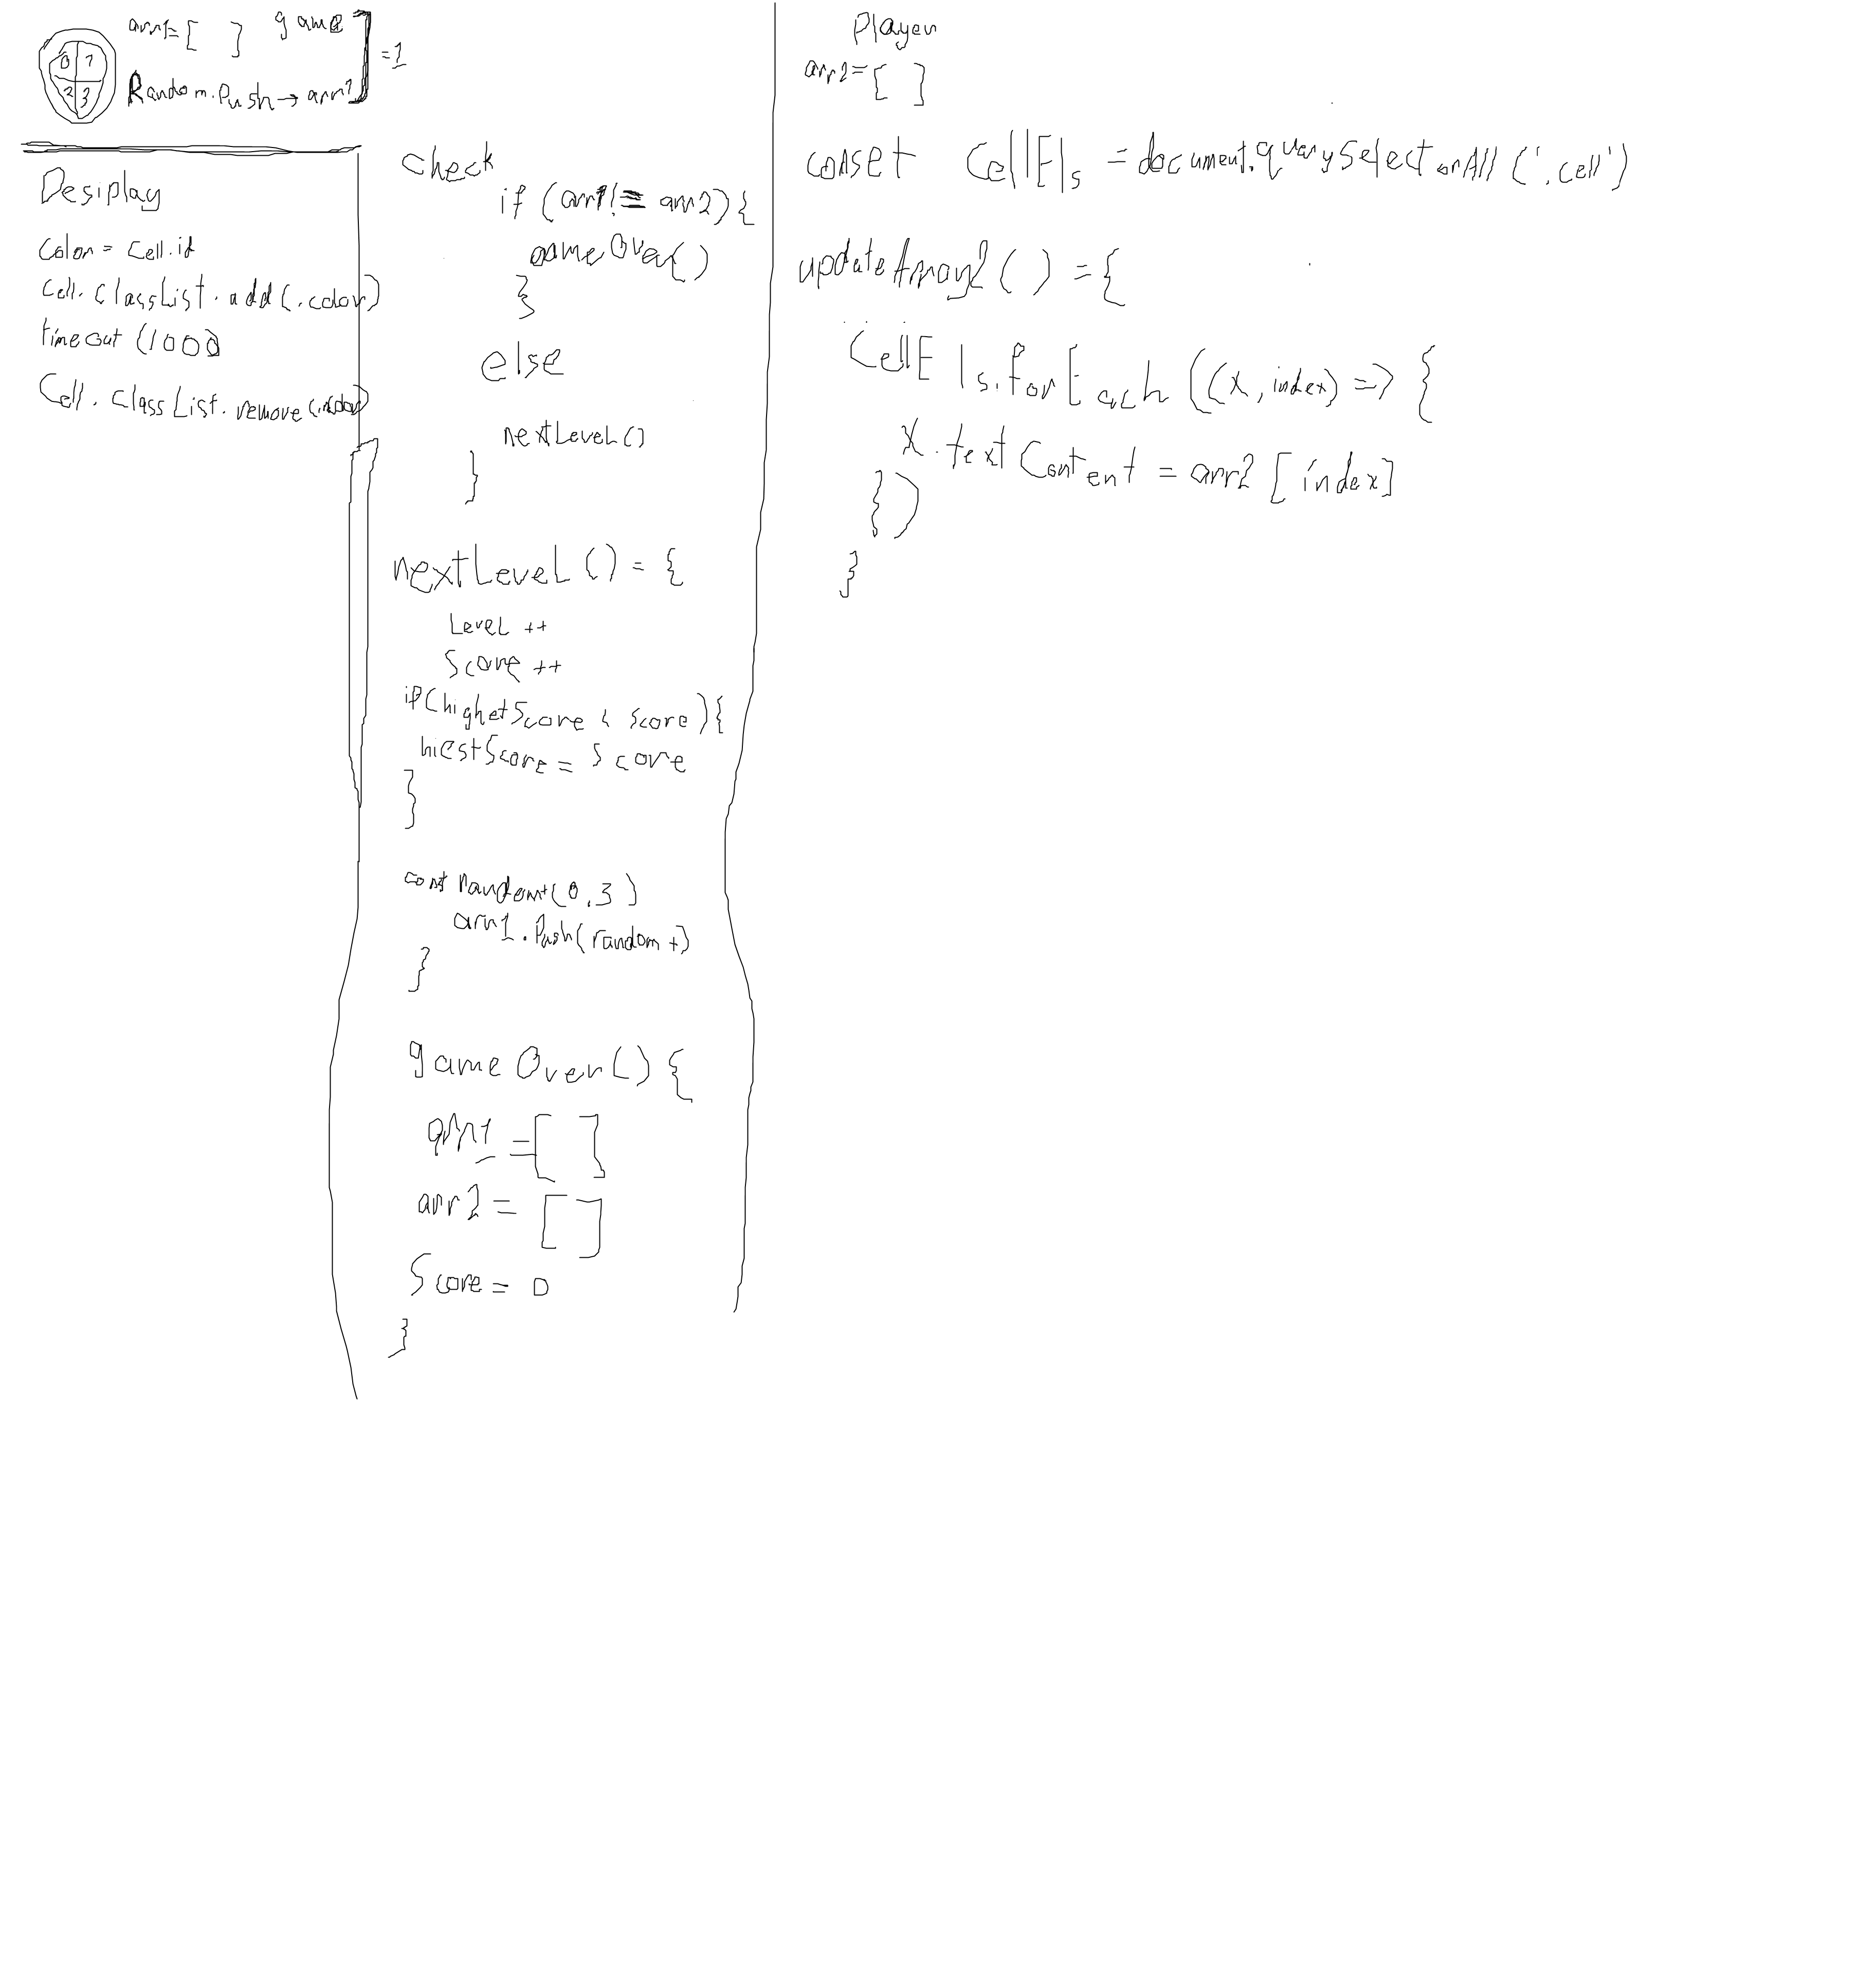 arr1= [ ] game
0 1
2 3
Random.Push → arr1
= 1
Desiplay
Color = Cell.id
Cell.classList.add(.color)
timeout (1000
Cell.classList.remove(.color)
Check
if (arr1 !== arr2) {
gameOver()
}
else
nextLeveL()
}
nextLeveL () = {
LeveL ++
Score ++
if(highetScore < Score) {
hiestScore = Score
}
const random+(0,3)
arr1.Push(random+)
}
gameOver() {
arr1 = [ ]
arr2 = [ ]
Score = 0
}
Player
arr2 = [ ]
conset CellEls = document.quarySelectorAll ('.cell')
updateArray2 () = {
CellEls.forEach ((x, index) => {
x.textContent = arr2 [index]
})
}